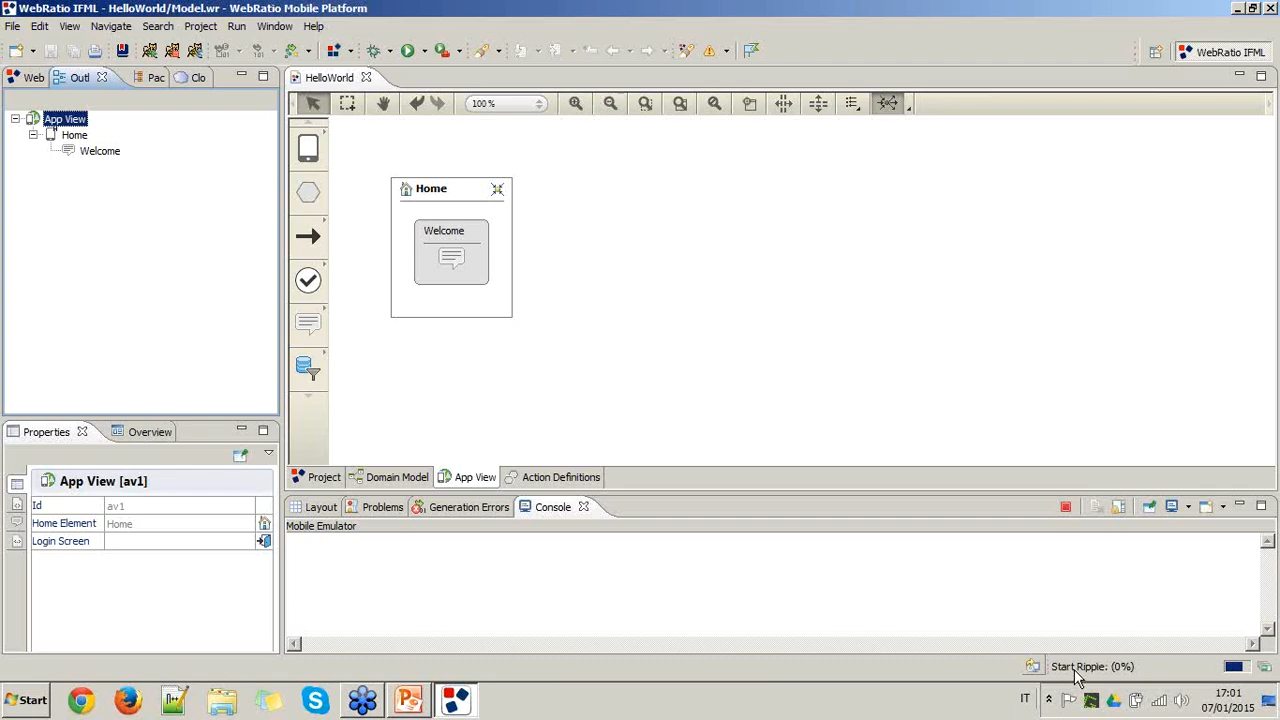 WebRatio IFML - HelloWorld/Model.wr - WebRatio Mobile Platform
File Edit View Navigate Search Project Run Window Help
WebRatio IFML
Web Outl Pac Clo
HelloWorld
100 %
App View
Home
Welcome
Home
Welcome
Properties Overview
App View [av1]
Id av1
Home Element Home
Login Screen
Project Domain Model App View Action Definitions
Layout Problems Generation Errors Console
Mobile Emulator
Start Ripple: (0%)
Start
IT
17:01
07/01/2015